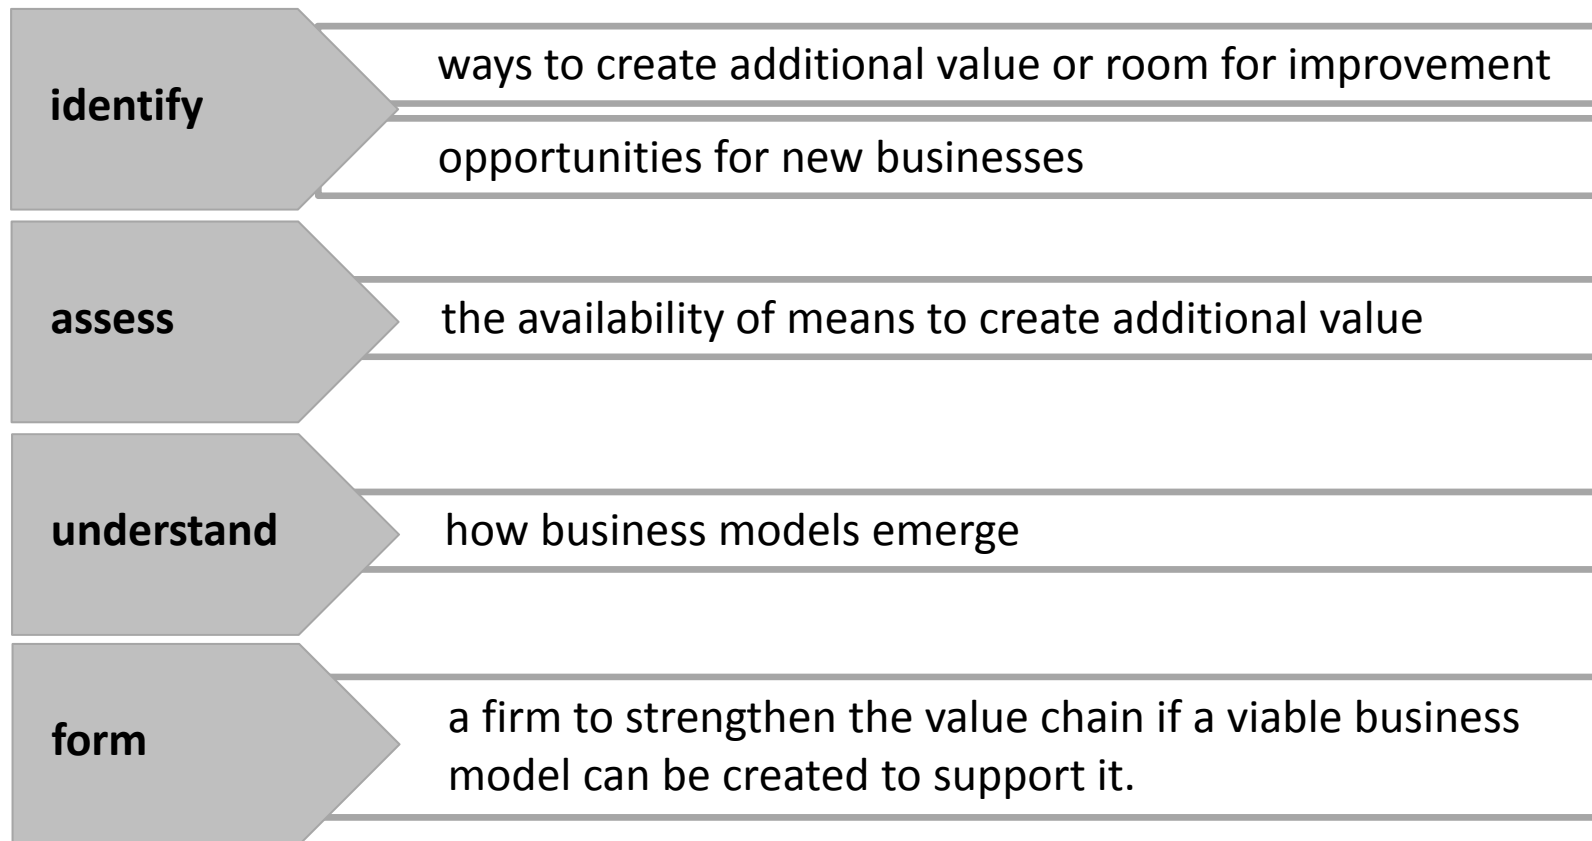 identify
ways to create additional value or room for improvement
opportunities for new businesses
assess
the availability of means to create additional value
understand
how business models emerge
form
a firm to strengthen the value chain if a viable business
model can be created to support it.